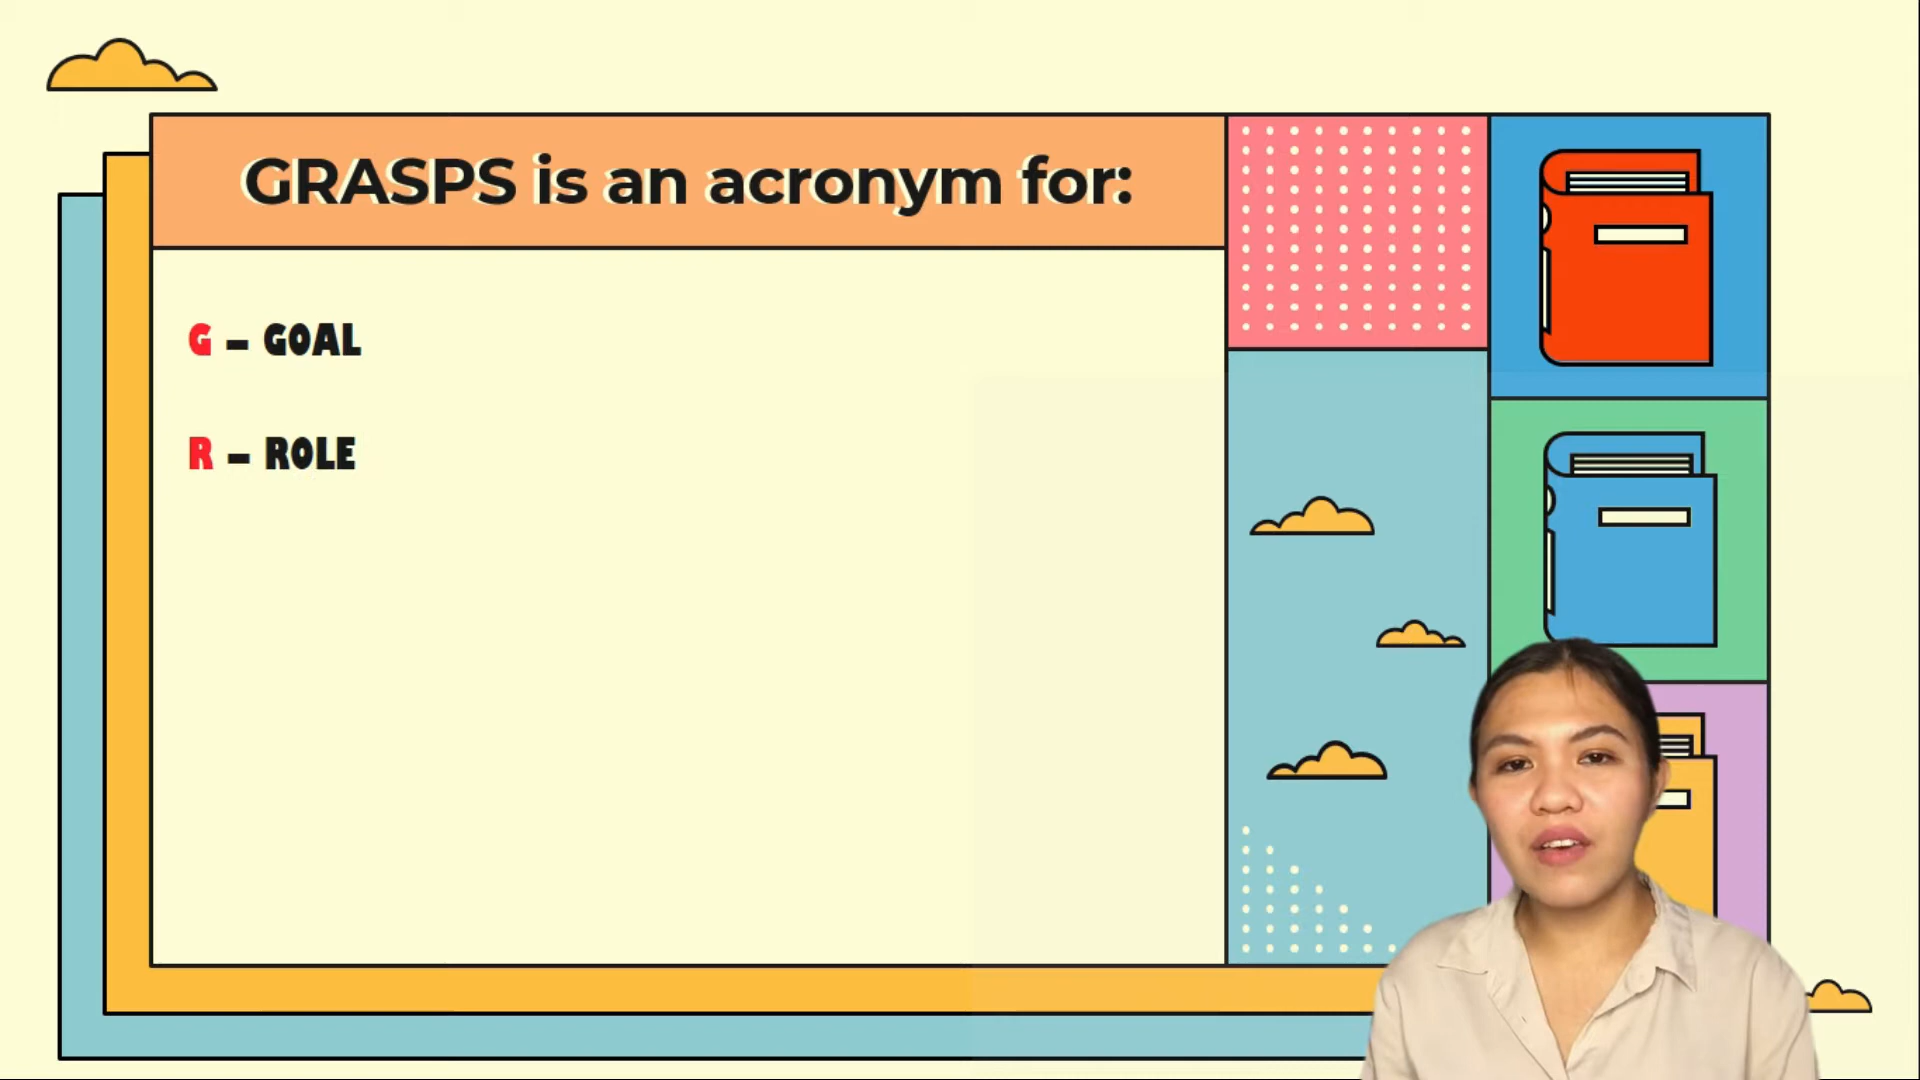 GRASPS is an acronym for:
G – GOAL
R – ROLE